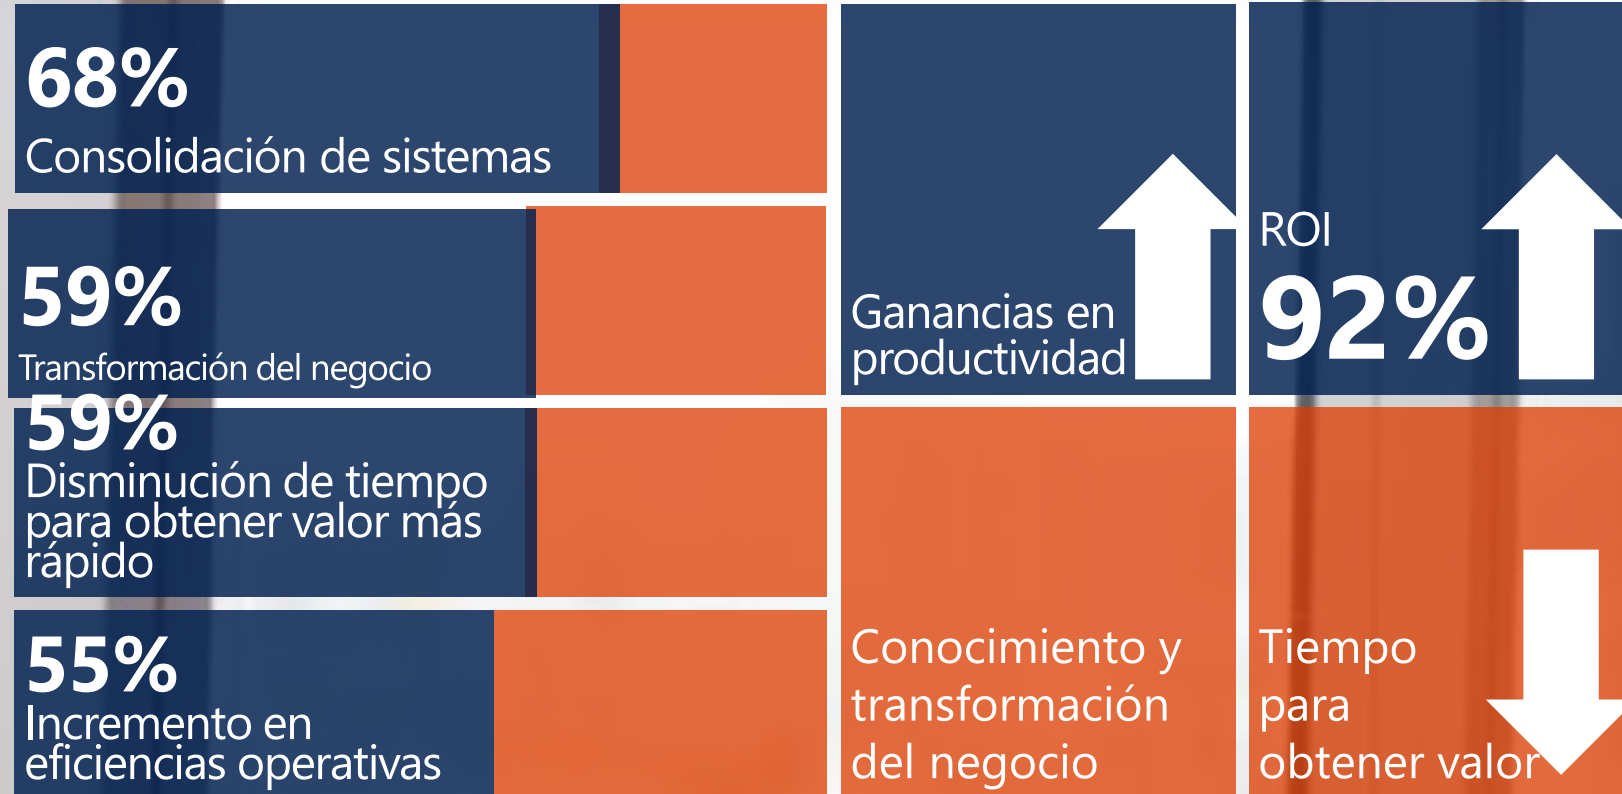 68%
Consolidación de sistemas
59%
Transformación del negocio
59%
Disminución de tiempo
para obtener valor más
rápido
55%
Incremento en
eficiencias operativas
Ganancias en
productividad
ROI
92%
Conocimiento y
transformación
del negocio
Tiempo
para
obtener valor